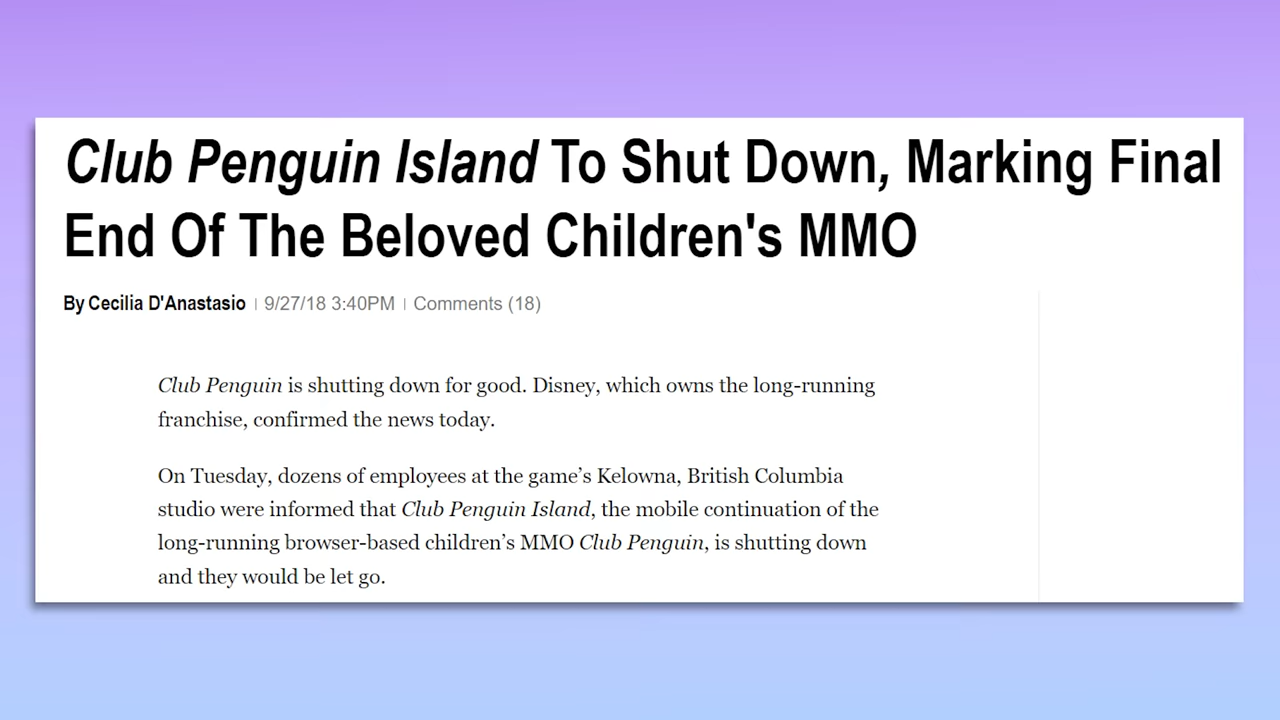 Club Penguin Island To Shut Down, Marking Final
End Of The Beloved Children's MMO
By Cecilia D'Anastasio | 9/27/18 3:40PM | Comments (18)
Club Penguin is shutting down for good. Disney, which owns the long-running
franchise, confirmed the news today.
On Tuesday, dozens of employees at the game’s Kelowna, British Columbia
studio were informed that Club Penguin Island, the mobile continuation of the
long-running browser-based children’s MMO Club Penguin, is shutting down
and they would be let go.